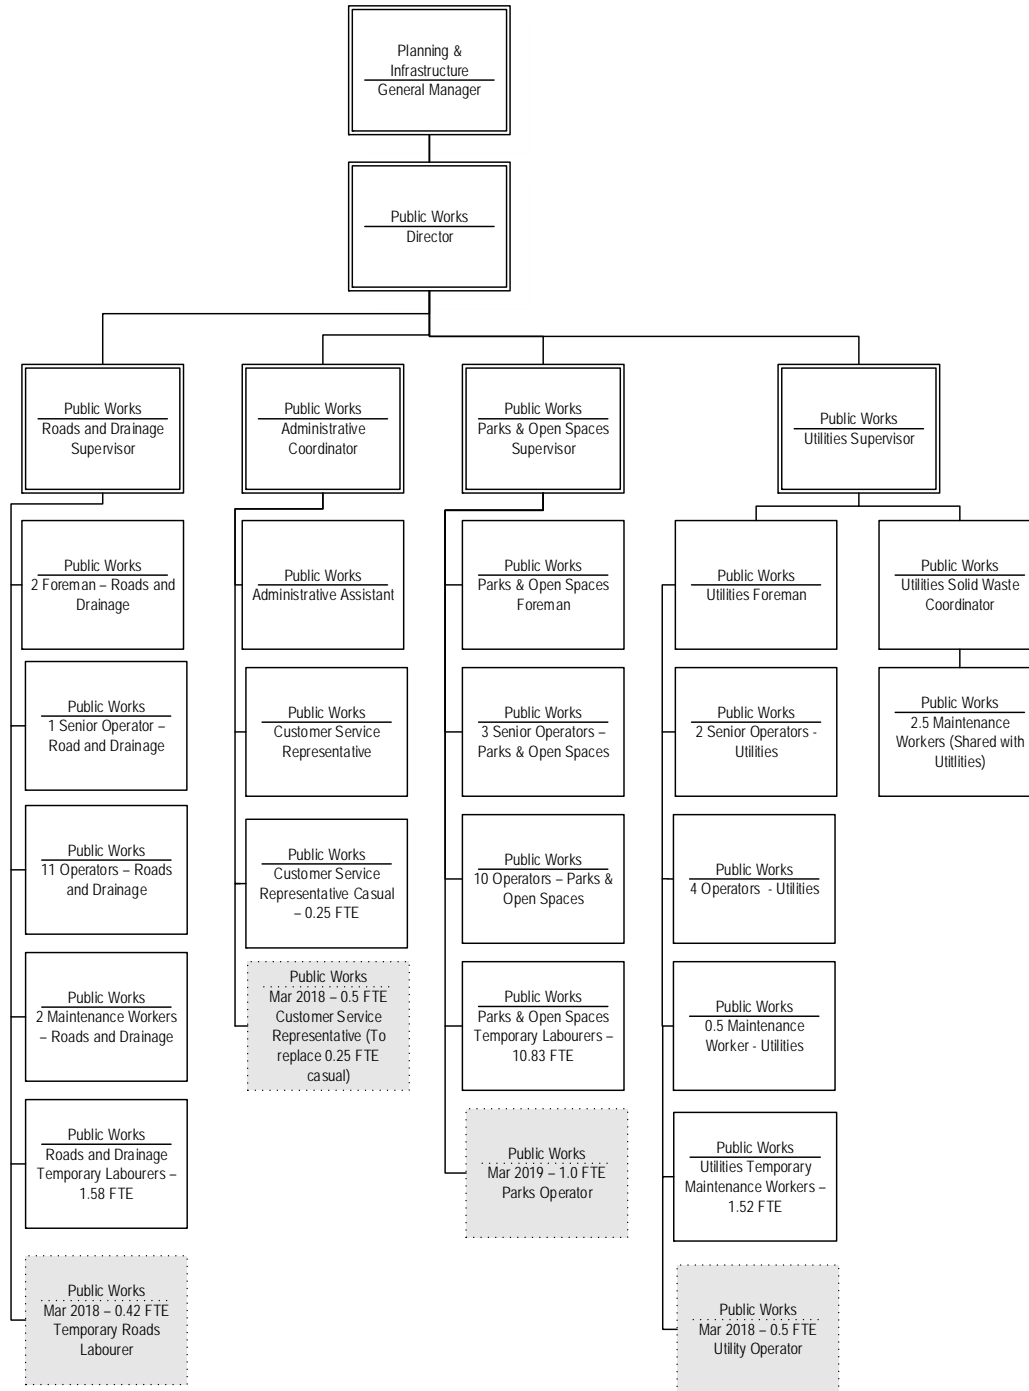 Planning &
Infrastructure
General Manager
Public Works
Director
Public Works
Roads and Drainage
Supervisor
Public Works
Administrative
Coordinator
Public Works
Parks & Open Spaces
Supervisor
Public Works
Utilities Supervisor
Public Works
2 Foreman – Roads and
Drainage
Public Works
Administrative Assistant
Public Works
Parks & Open Spaces
Foreman
Public Works
Utilities Foreman
Public Works
Utilities Solid Waste
Coordinator
Public Works
1 Senior Operator –
Road and Drainage
Public Works
Customer Service
Representative
Public Works
3 Senior Operators –
Parks & Open Spaces
Public Works
2 Senior Operators -
Utilities
Public Works
2.5 Maintenance
Workers (Shared with
Utitlities)
Public Works
11 Operators – Roads
and Drainage
Public Works
Customer Service
Representative Casual
– 0.25 FTE
Public Works
10 Operators – Parks &
Open Spaces
Public Works
4 Operators  - Utilities
Public Works
2 Maintenance Workers
– Roads and Drainage
Public Works
Mar 2018 – 0.5 FTE
Customer Service
Representative (To
replace 0.25 FTE
casual)
Public Works
Parks & Open Spaces
Temporary Labourers –
10.83 FTE
Public Works
0.5 Maintenance
Worker - Utilities
Public Works
Roads and Drainage
Temporary Labourers –
1.58 FTE
Public Works
Mar 2019 – 1.0 FTE
Parks Operator
Public Works
Utilities Temporary
Maintenance Workers –
1.52 FTE
Public Works
Mar 2018 – 0.42 FTE
Temporary Roads
Labourer
Public Works
Mar 2018 – 0.5 FTE
Utility Operator